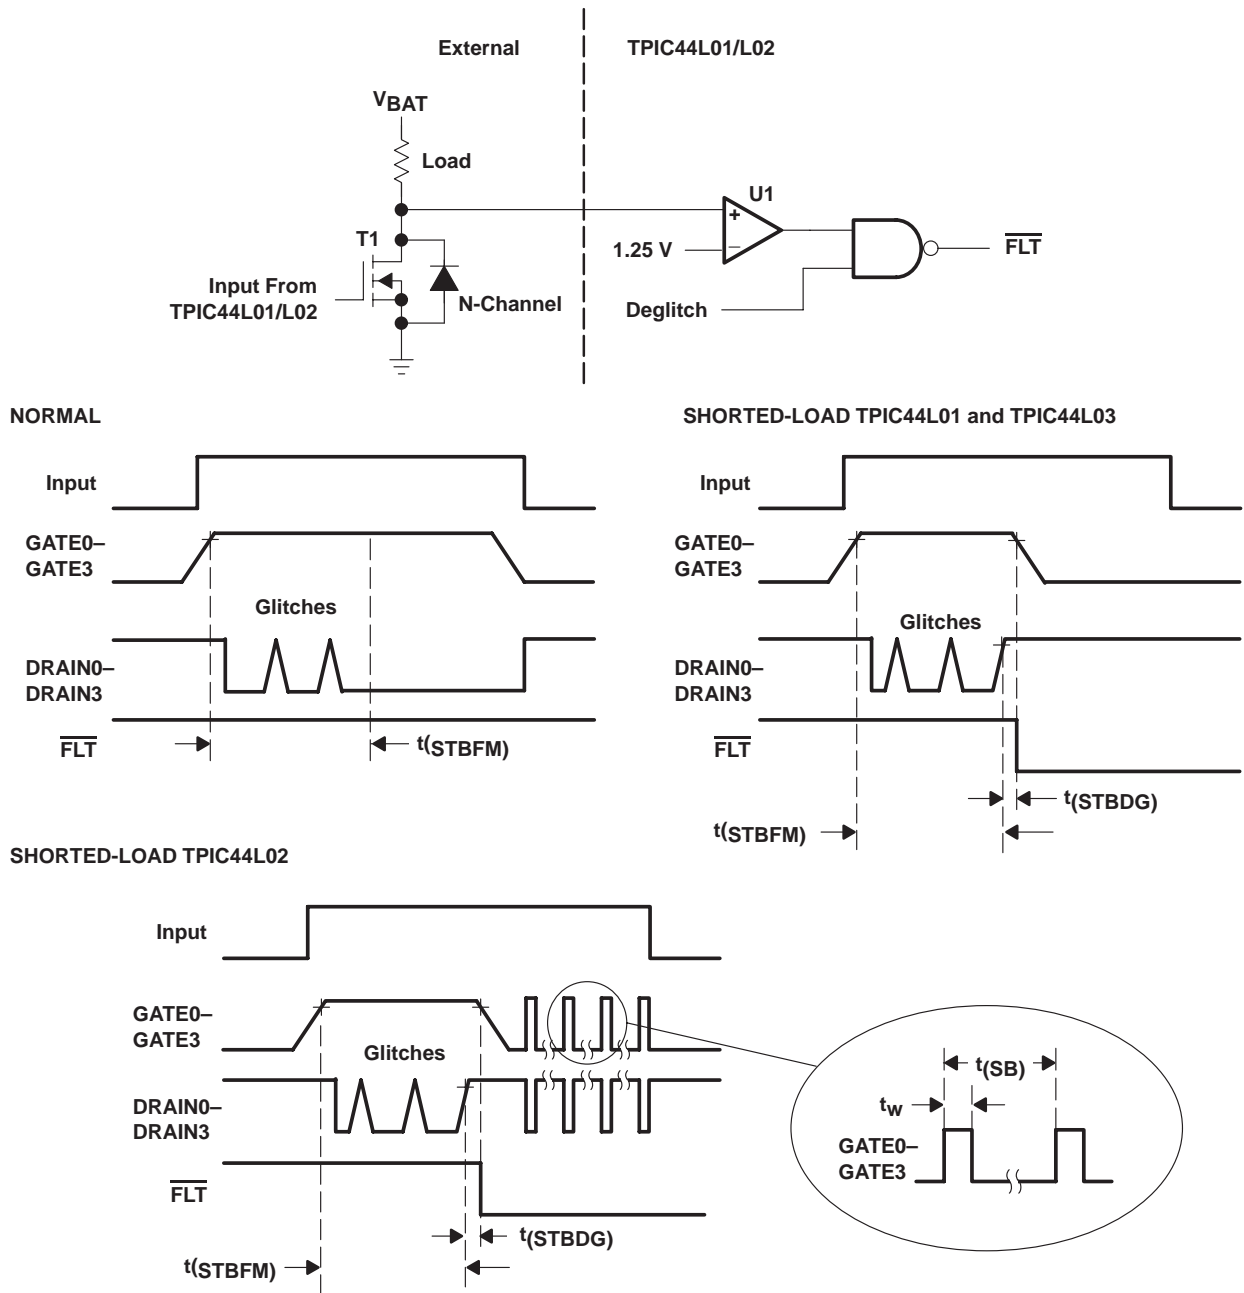 External
TPIC44L01/L02
VBAT
Load
U1
+
–
T1
1.25 V
FLT
Input From
TPIC44L01/L02
N-Channel
Deglitch
NORMAL
Input
GATE0–
GATE3
Glitches
DRAIN0–
DRAIN3
FLT
t(STBFM)
SHORTED-LOAD TPIC44L01 and TPIC44L03
Input
GATE0–
GATE3
Glitches
DRAIN0–
DRAIN3
FLT
t(STBDG)
t(STBFM)
SHORTED-LOAD TPIC44L02
Input
GATE0–
GATE3
Glitches
DRAIN0–
DRAIN3
FLT
t(STBDG)
t(STBFM)
t(SB)
tw
GATE0–
GATE3